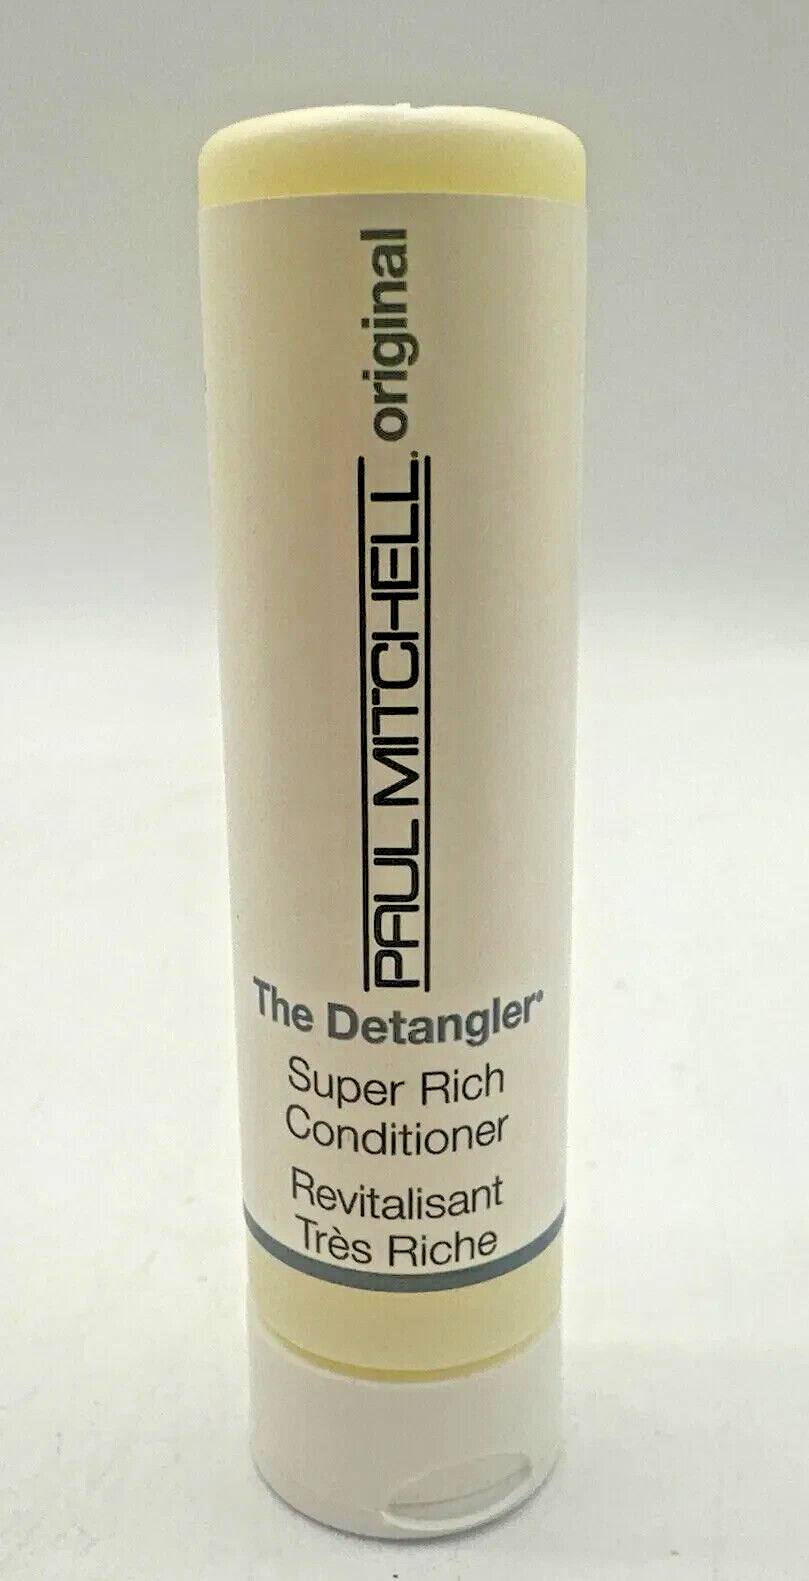 PAUL MITCHELL® original
The Detangler®
Super Rich
Conditioner
Revitalisant
Très Riche